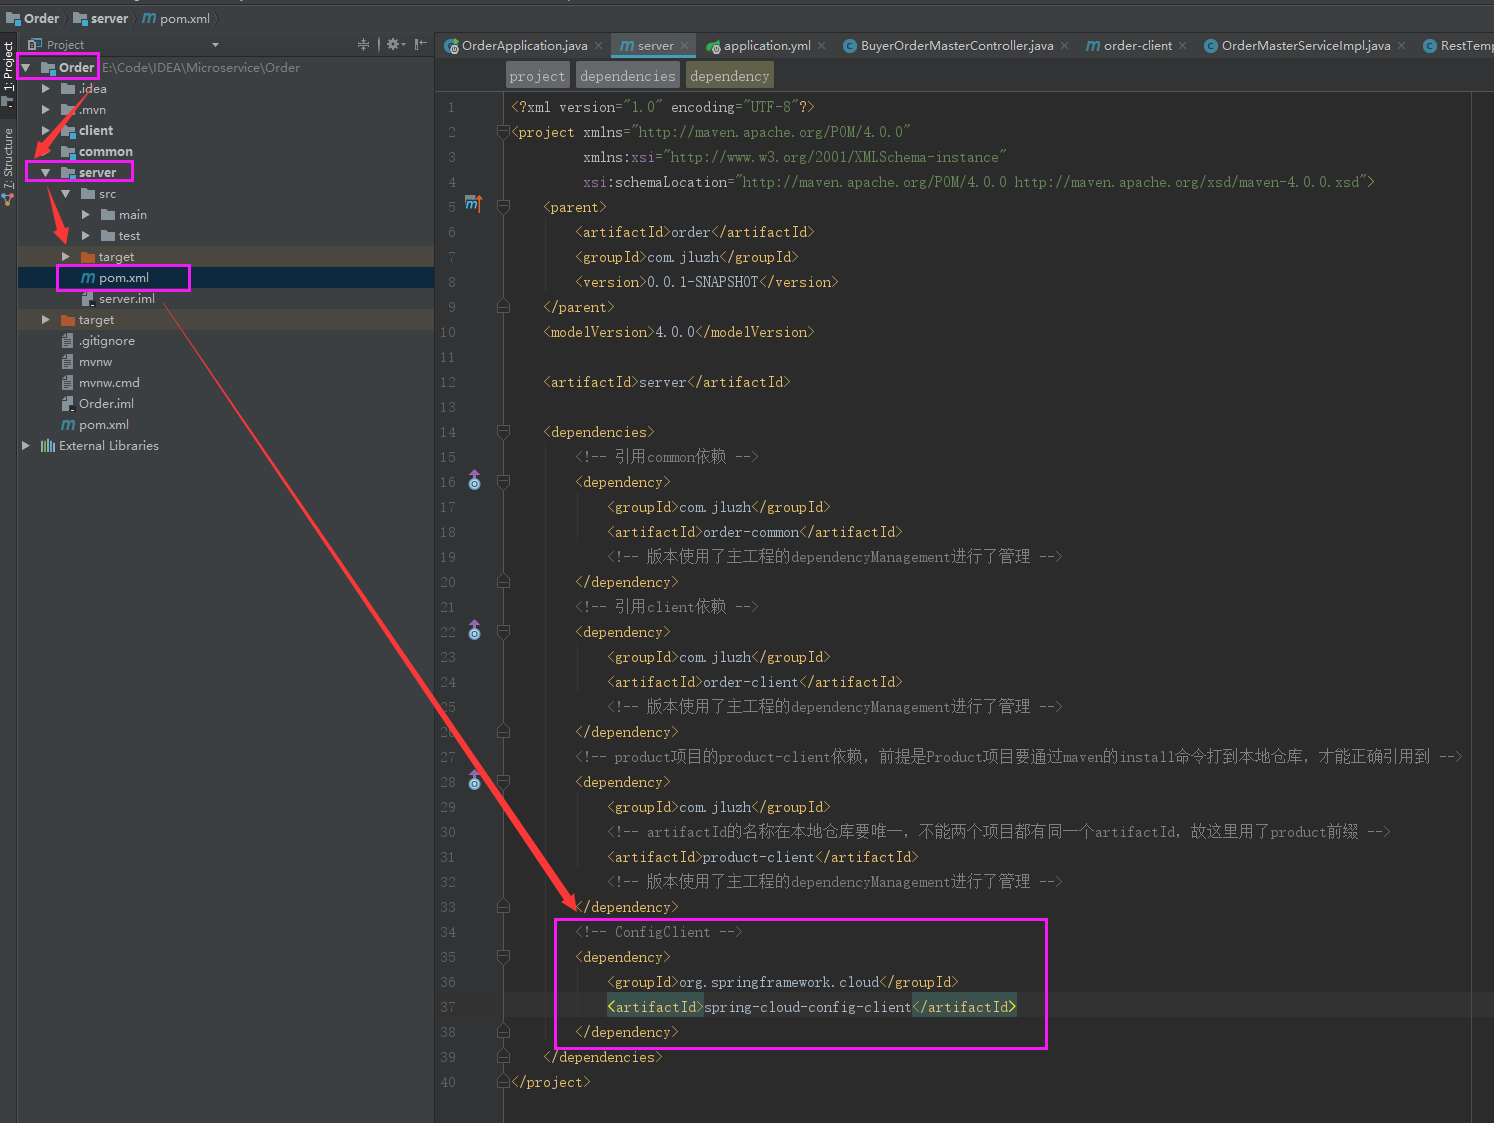 Order server pom.xml
Project
OrderApplication.java server application.yml BuyerOrderMasterController.java order-client OrderMasterServiceImpl.java RestTemp
1: Project
7: Structure
Order E:\Code\IDEA\Microservice\Order
.idea
.mvn
client
common
server
src
main
test
target
pom.xml
server.iml
target
.gitignore
mvnw
mvnw.cmd
Order.iml
pom.xml
External Libraries
project dependencies dependency
1 <?xml version="1.0" encoding="UTF-8"?>
2 <project xmlns="http://maven.apache.org/POM/4.0.0"
3 xmlns:xsi="http://www.w3.org/2001/XMLSchema-instance"
4 xsi:schemaLocation="http://maven.apache.org/POM/4.0.0 http://maven.apache.org/xsd/maven-4.0.0.xsd">
5 <parent>
6 <artifactId>order</artifactId>
7 <groupId>com.jluzh</groupId>
8 <version>0.0.1-SNAPSHOT</version>
9 </parent>
10 <modelVersion>4.0.0</modelVersion>
11
12 <artifactId>server</artifactId>
13
14 <dependencies>
15 <!-- 引用common依赖 -->
16 <dependency>
17 <groupId>com.jluzh</groupId>
18 <artifactId>order-common</artifactId>
19 <!-- 版本使用了主工程的dependencyManagement进行了管理 -->
20 </dependency>
21 <!-- 引用client依赖 -->
22 <dependency>
23 <groupId>com.jluzh</groupId>
24 <artifactId>order-client</artifactId>
25 <!-- 版本使用了主工程的dependencyManagement进行了管理 -->
26 </dependency>
27 <!-- product项目的product-client依赖，前提是Product项目要通过maven的install命令打到本地仓库，才能正确引用到 -->
28 <dependency>
29 <groupId>com.jluzh</groupId>
30 <!-- artifactId的名称在本地仓库要唯一，不能两个项目都有同一个artifactId，故这里用了product前缀 -->
31 <artifactId>product-client</artifactId>
32 <!-- 版本使用了主工程的dependencyManagement进行了管理 -->
33 </dependency>
34 <!-- ConfigClient -->
35 <dependency>
36 <groupId>org.springframework.cloud</groupId>
37 <artifactId>spring-cloud-config-client</artifactId>
38 </dependency>
39 </dependencies>
40 </project>